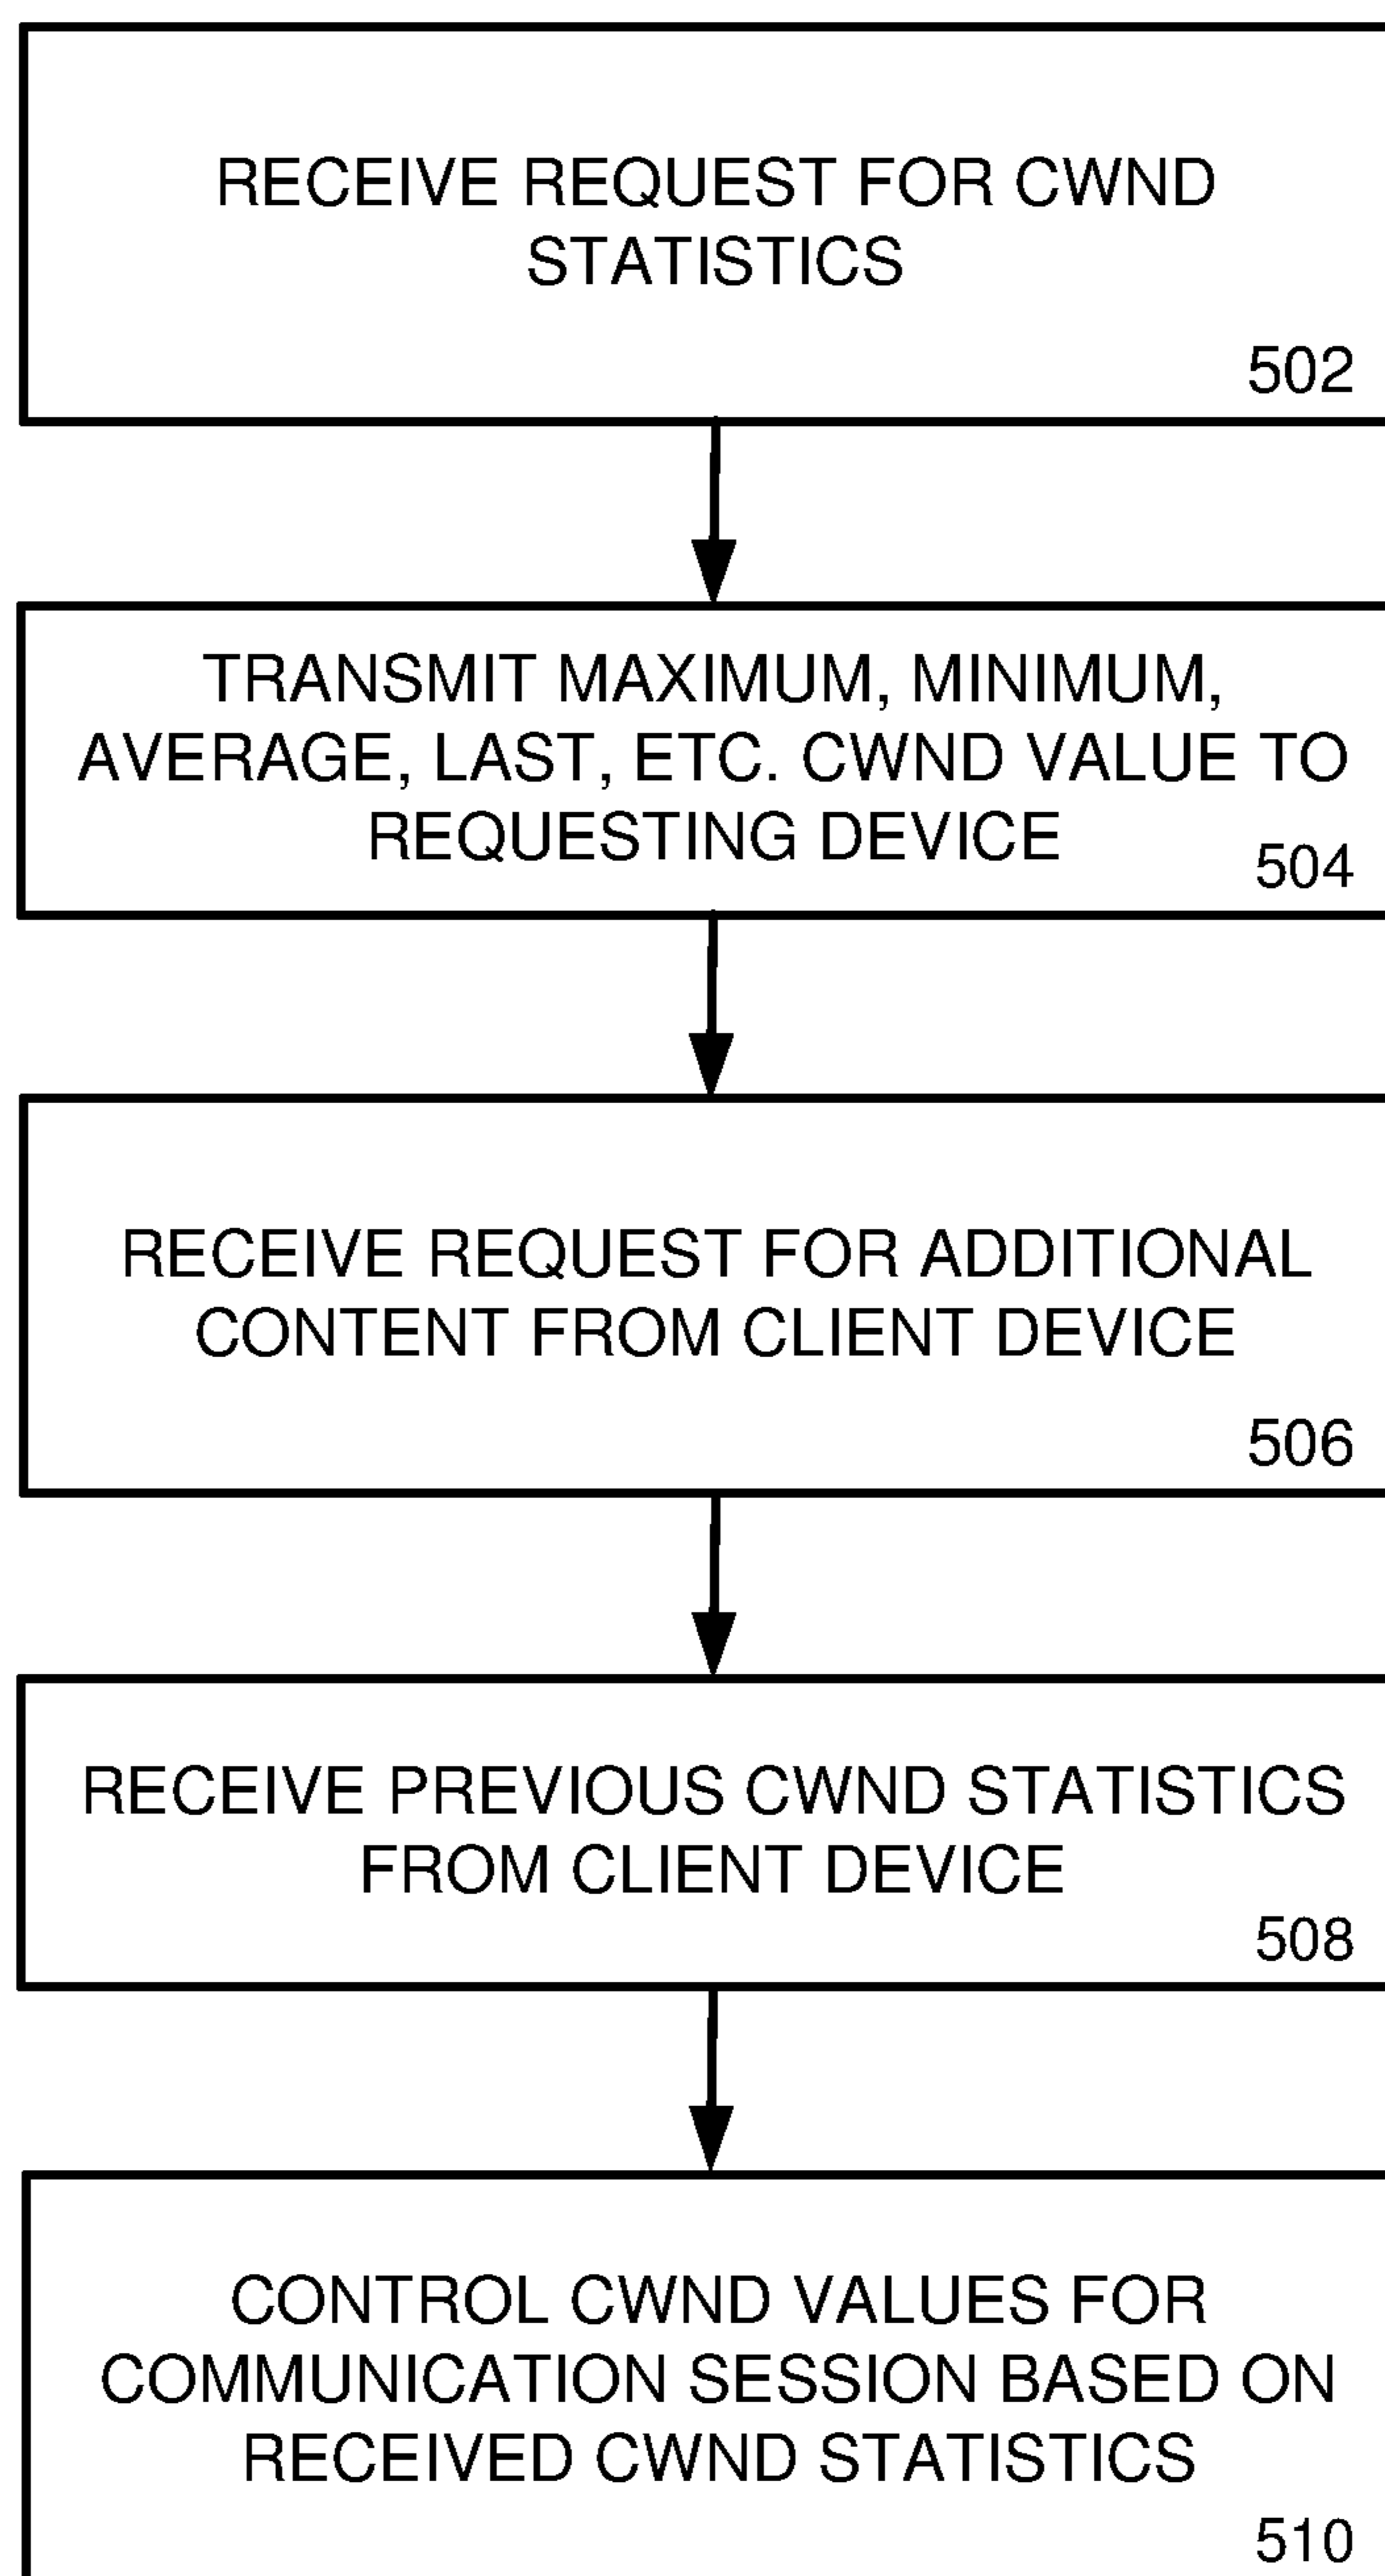 RECEIVE REQUEST FOR CWND
STATISTICS
502
TRANSMIT MAXIMUM, MINIMUM,
AVERAGE, LAST, ETC. CWND VALUE TO
REQUESTING DEVICE
504
RECEIVE REQUEST FOR ADDITIONAL
CONTENT FROM CLIENT DEVICE
506
RECEIVE PREVIOUS CWND STATISTICS
FROM CLIENT DEVICE
508
CONTROL CWND VALUES FOR
COMMUNICATION SESSION BASED ON
RECEIVED CWND STATISTICS
510